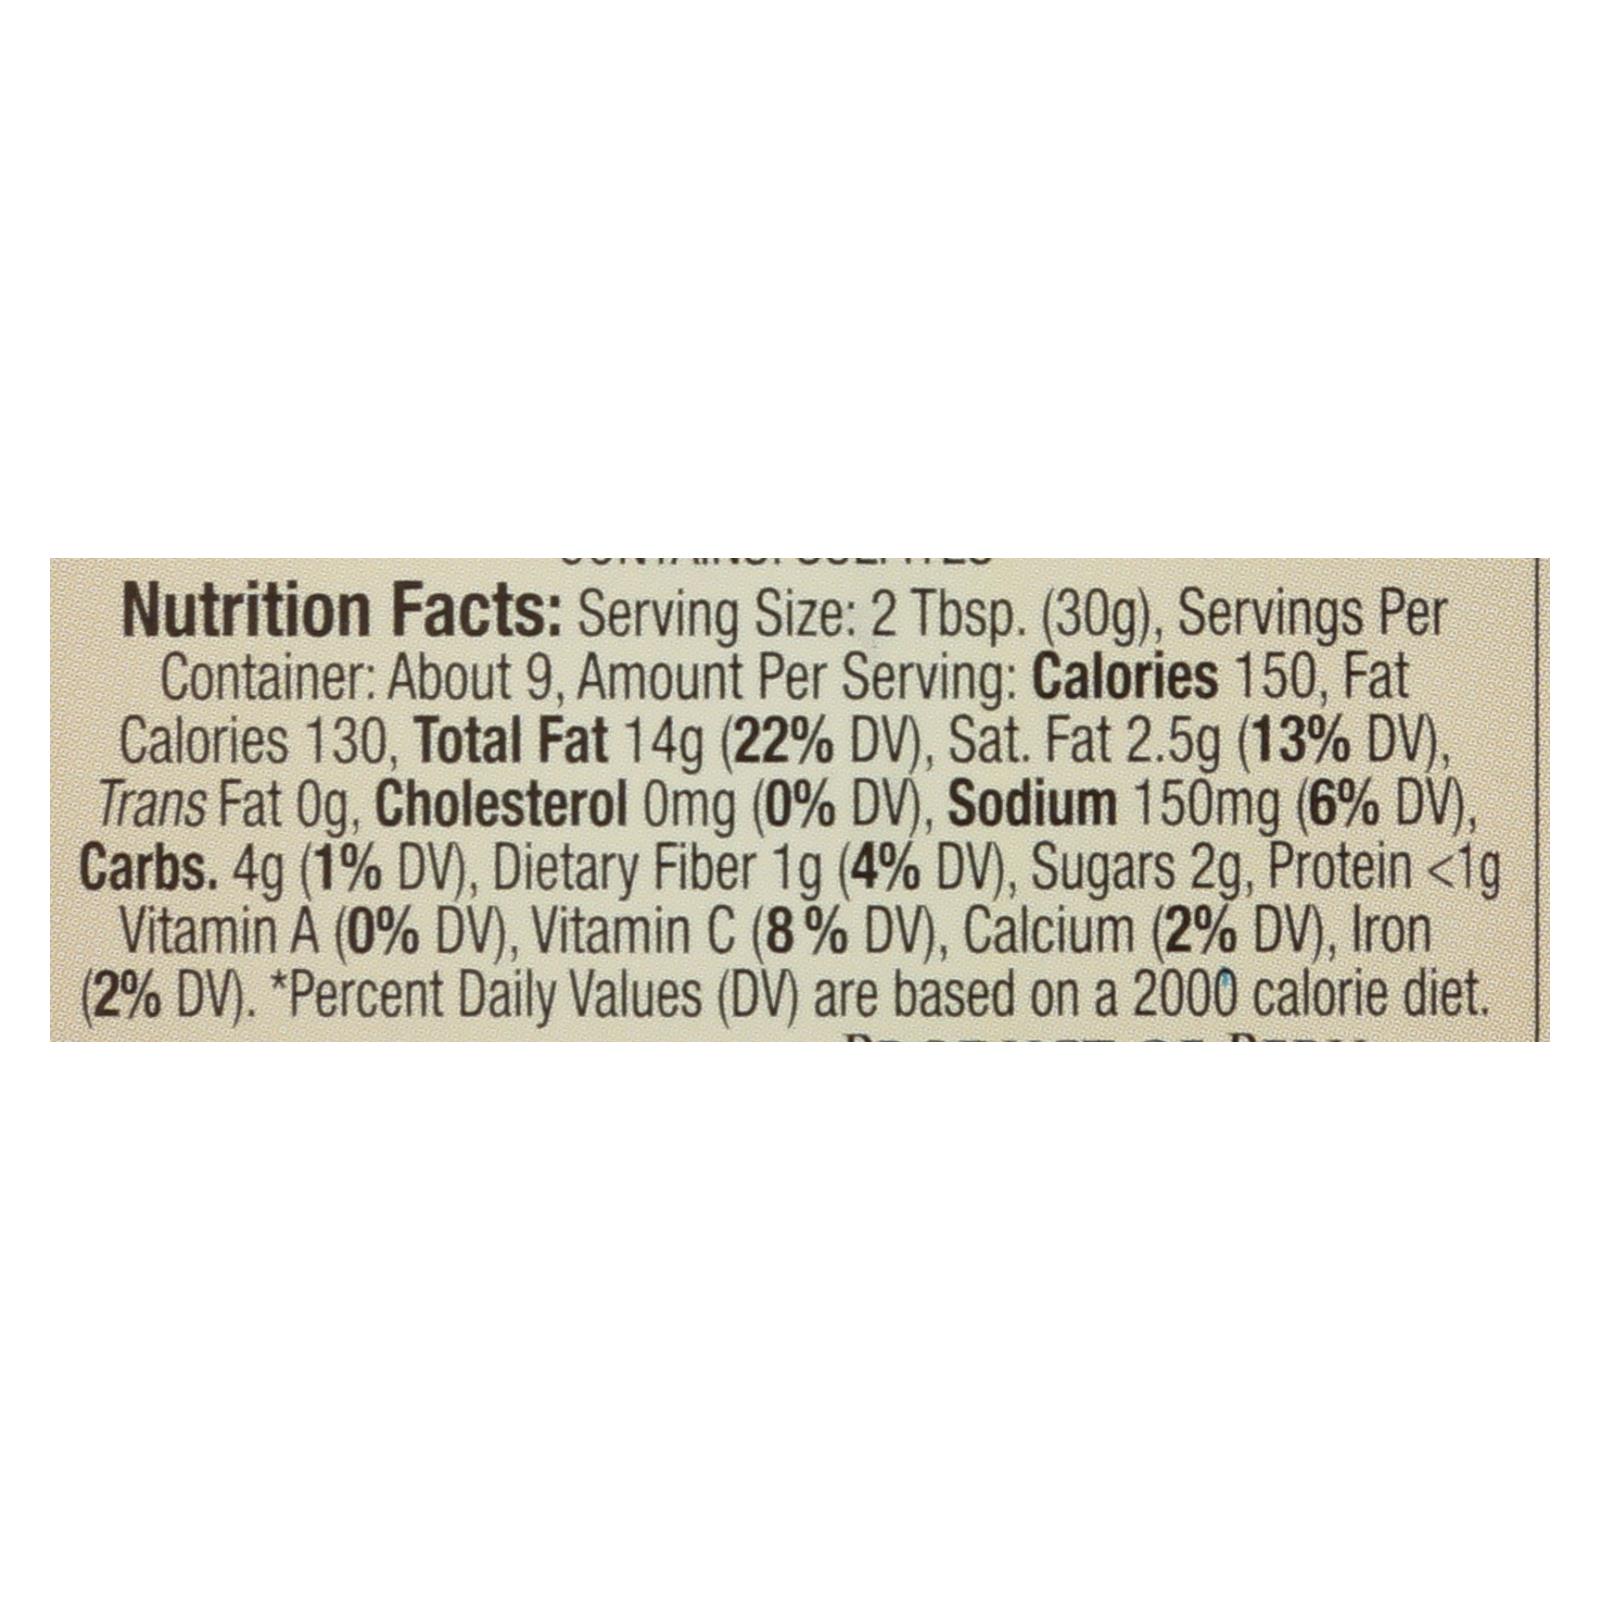 CONTAINS: SULFITES
Nutrition Facts: Serving Size: 2 Tbsp. (30g), Servings Per
Container: About 9, Amount Per Serving: Calories 150, Fat
Calories 130, Total Fat 14g (22% DV), Sat. Fat 2.5g (13% DV),
Trans Fat 0g, Cholesterol 0mg (0% DV), Sodium 150mg (6% DV),
Carbs. 4g (1% DV), Dietary Fiber 1g (4% DV), Sugars 2g, Protein <1g
Vitamin A (0% DV), Vitamin C (8 % DV), Calcium (2% DV), Iron
(2% DV). *Percent Daily Values (DV) are based on a 2000 calorie diet.